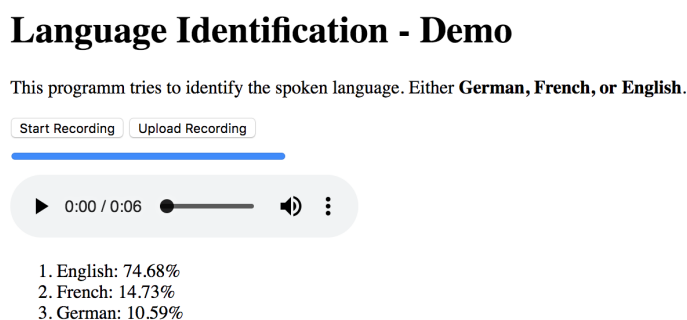 Language Identification - Demo
This programm tries to identify the spoken language. Either German, French, or English.
Start Recording Upload Recording
0:00 / 0:06
1. English: 74.68%
2. French: 14.73%
3. German: 10.59%